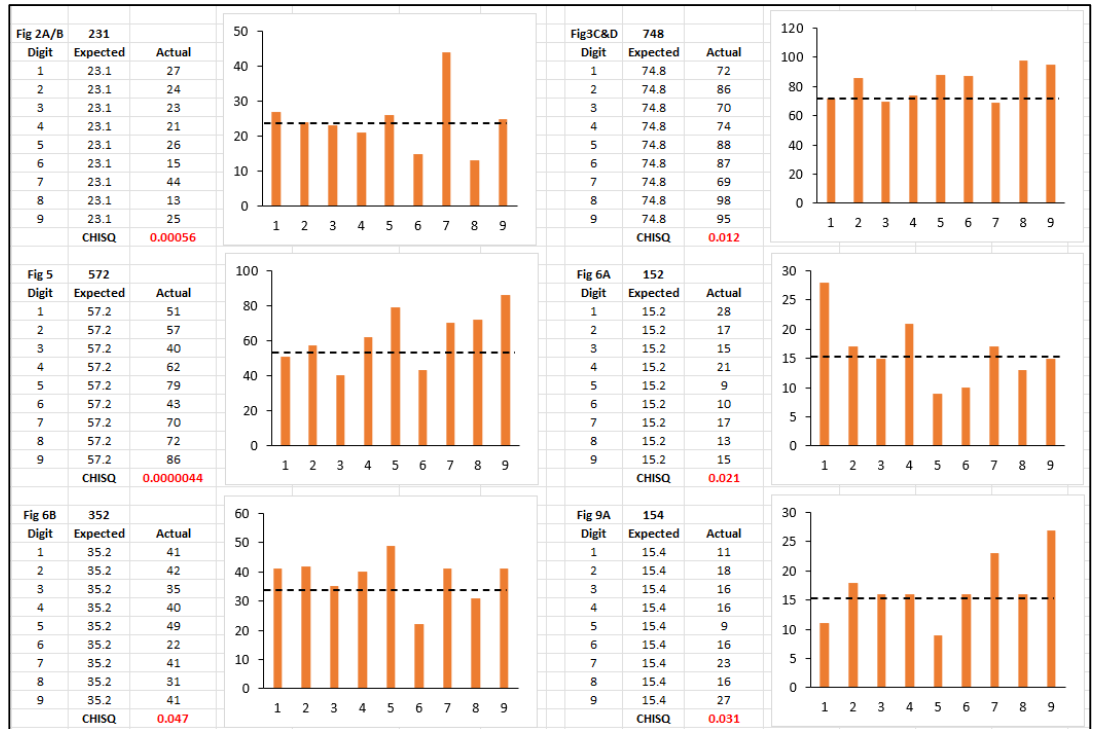 Fig 2A/B 231
Digit Expected Actual
1 23.1 27
2 23.1 24
3 23.1 23
4 23.1 21
5 23.1 26
6 23.1 15
7 23.1 44
8 23.1 13
9 23.1 25
CHISQ 0.00056
50
40
30
20
10
0
1 2 3 4 5 6 7 8 9
Fig3C&D 748
Digit Expected Actual
1 74.8 72
2 74.8 86
3 74.8 70
4 74.8 74
5 74.8 88
6 74.8 87
7 74.8 69
8 74.8 98
9 74.8 95
CHISQ 0.012
120
100
80
60
40
20
0
1 2 3 4 5 6 7 8 9
Fig 5 572
Digit Expected Actual
1 57.2 51
2 57.2 57
3 57.2 40
4 57.2 62
5 57.2 79
6 57.2 43
7 57.2 70
8 57.2 72
9 57.2 86
CHISQ 0.0000044
100
80
60
40
20
0
1 2 3 4 5 6 7 8 9
Fig 6A 152
Digit Expected Actual
1 15.2 28
2 15.2 17
3 15.2 15
4 15.2 21
5 15.2 9
6 15.2 10
7 15.2 17
8 15.2 13
9 15.2 15
CHISQ 0.021
30
25
20
15
10
5
0
1 2 3 4 5 6 7 8 9
Fig 6B 352
Digit Expected Actual
1 35.2 41
2 35.2 42
3 35.2 35
4 35.2 40
5 35.2 49
6 35.2 22
7 35.2 41
8 35.2 31
9 35.2 41
CHISQ 0.047
60
50
40
30
20
10
0
1 2 3 4 5 6 7 8 9
Fig 9A 154
Digit Expected Actual
1 15.4 11
2 15.4 18
3 15.4 16
4 15.4 16
5 15.4 9
6 15.4 16
7 15.4 23
8 15.4 16
9 15.4 27
CHISQ 0.031
30
25
20
15
10
5
0
1 2 3 4 5 6 7 8 9